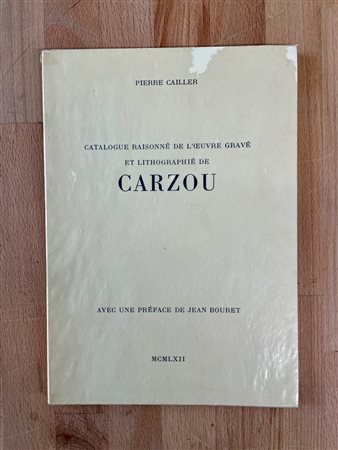 PIERRE CAILLER
CATALOGUE RAISONNÉ DE L'ŒUVRE GRAVÉ
ET LITHOGRAPHIÉ DE
CARZOU
AVEC UNE PRÉFACE DE JEAN BOURET
MCMLXII